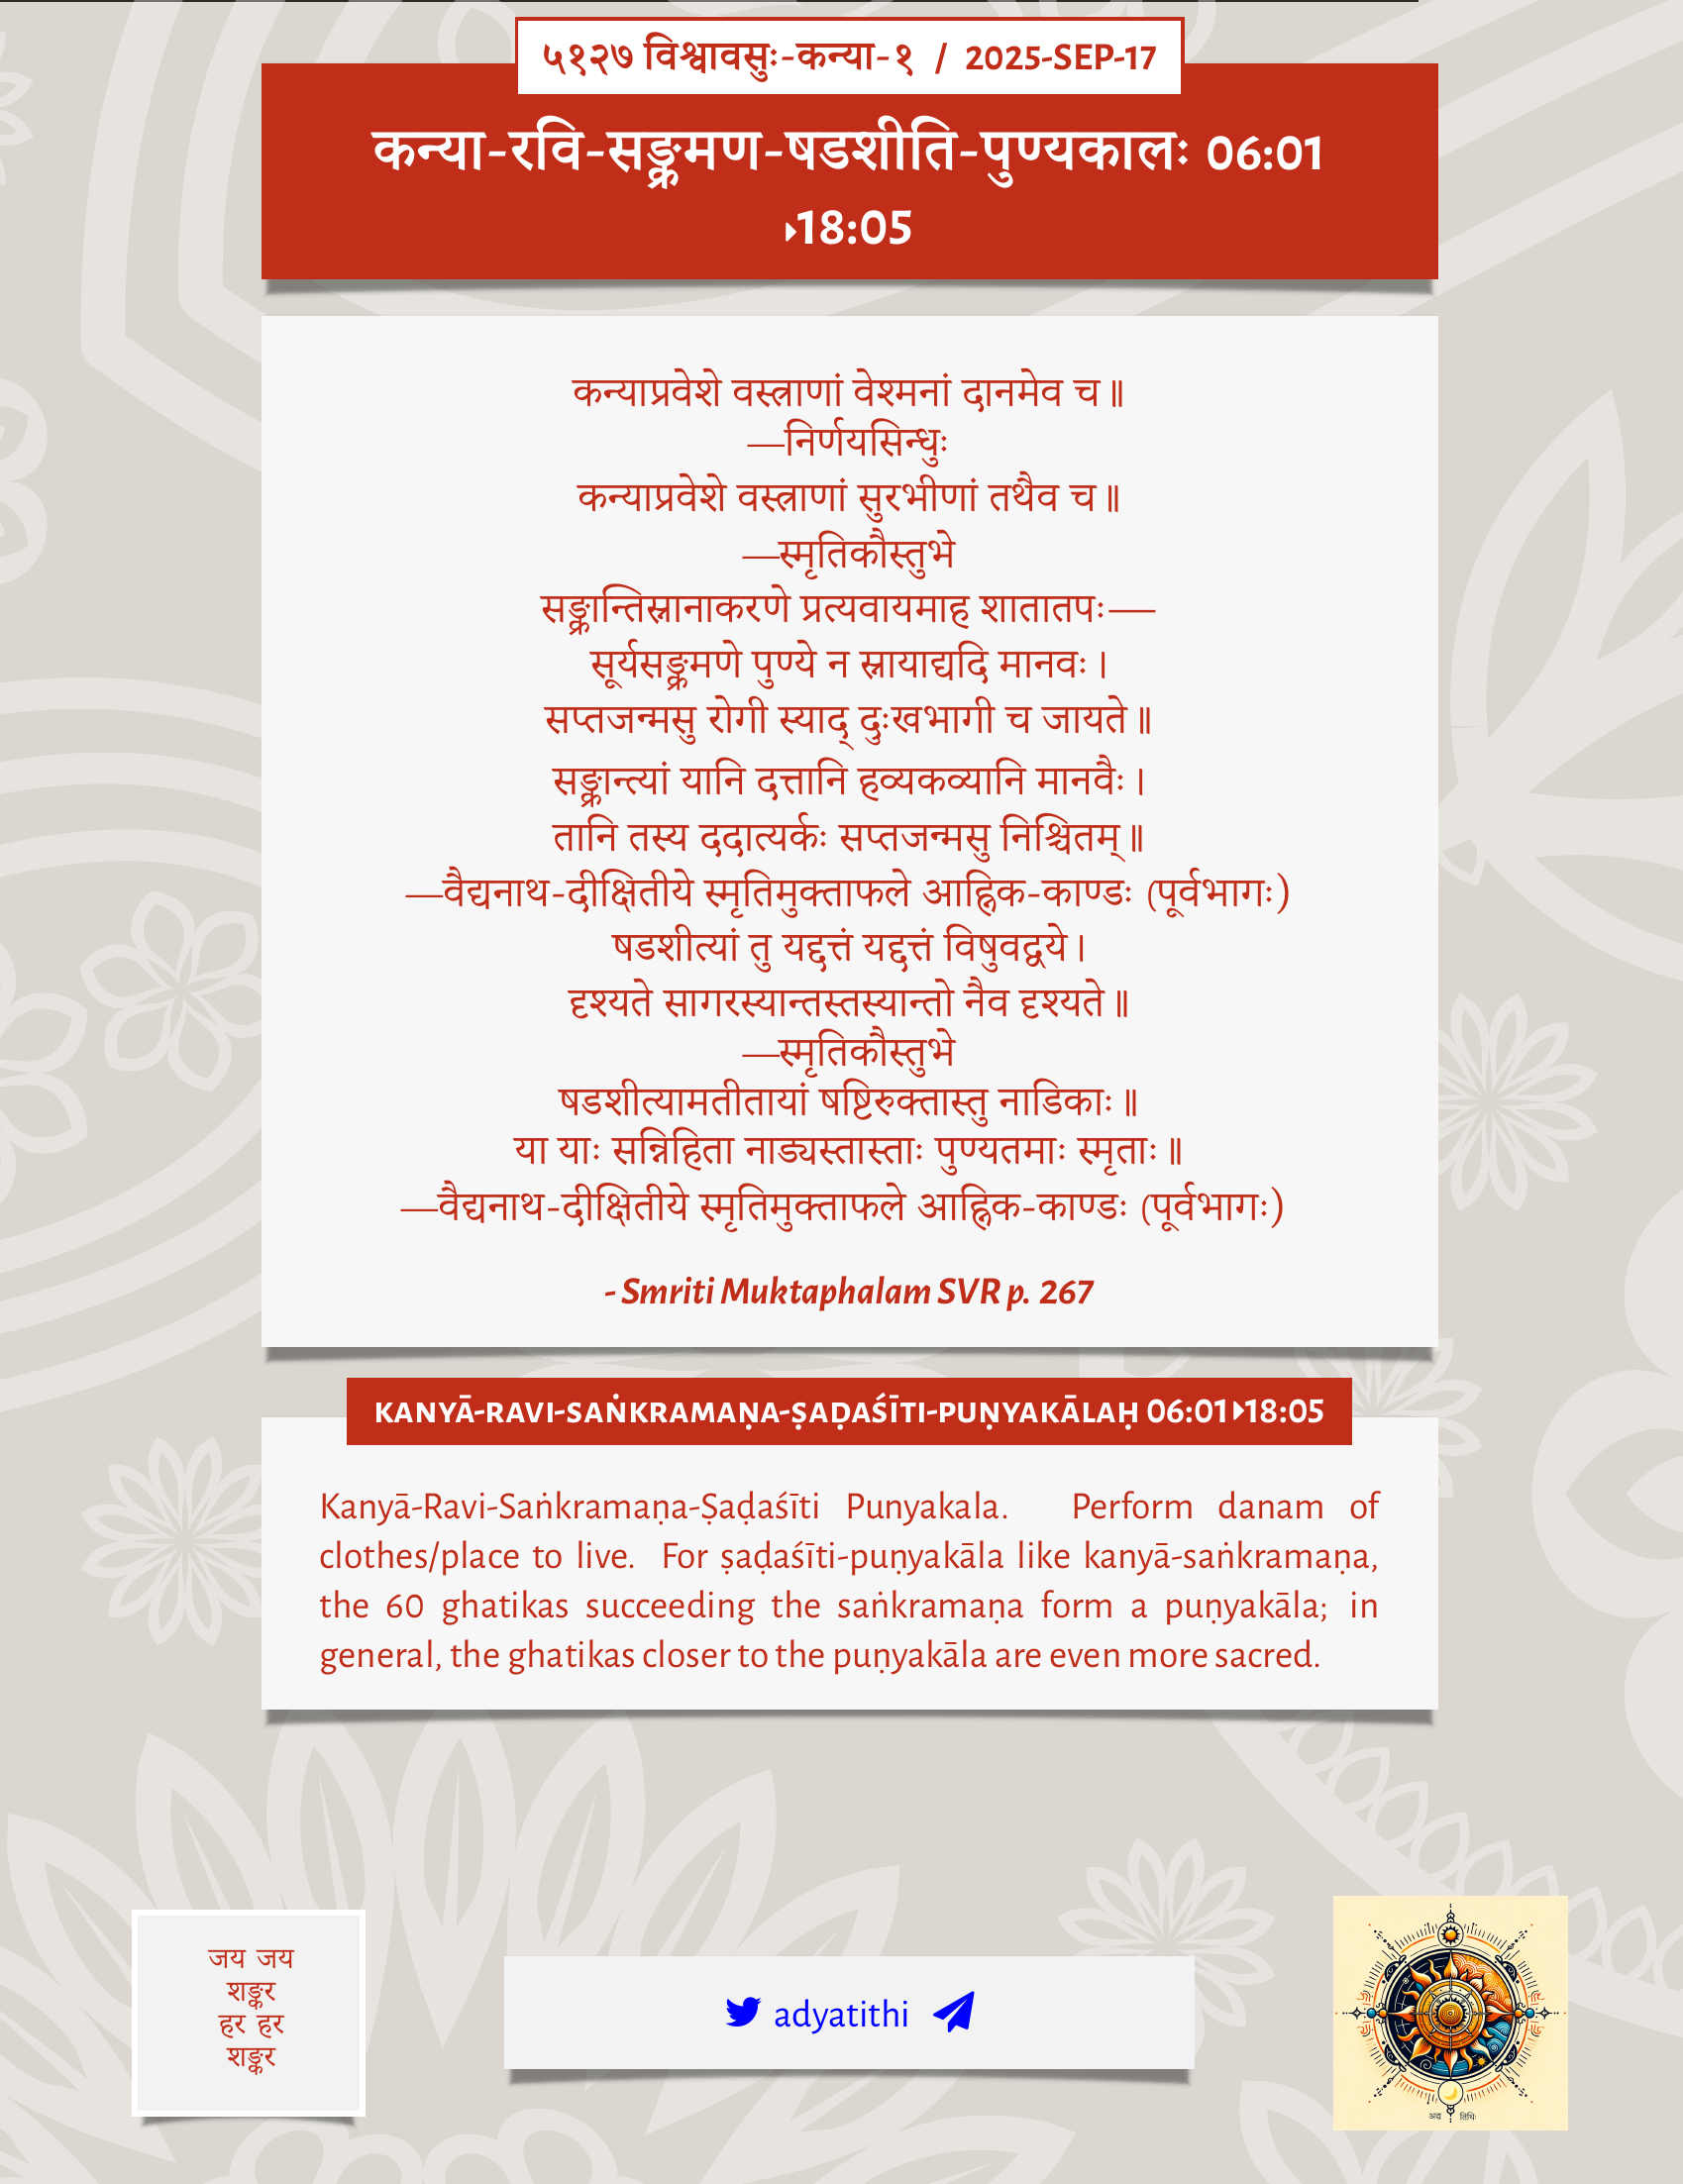 ५१२७ विश्वावसुः-कन्या-१ / 2025-SEP-17
कन्या-रवि-सङ्क्रमण-षडशीति-पुण्यकालः 06:01
▸18:05
कन्याप्रवेशे वस्त्राणां वेश्मनां दानमेव च॥
—निर्णयसिन्धुः
कन्याप्रवेशे वस्त्राणां सुरभीणां तथैव च॥
—स्मृतिकौस्तुभे
सङ्क्रान्तिस्नानाकरणे प्रत्यवायमाह शातातपः—
सूर्यसङ्क्रमणे पुण्ये न स्नायाद्यदि मानवः।
सप्तजन्मसु रोगी स्याद् दुःखभागी च जायते॥
सङ्क्रान्त्यां यानि दत्तानि हव्यकव्यानि मानवैः।
तानि तस्य ददात्यर्कः सप्तजन्मसु निश्चितम्॥
—वैद्यनाथ-दीक्षितीये स्मृतिमुक्ताफले आह्निक-काण्डः (पूर्वभागः)
षडशीत्यां तु यद्दत्तं यद्दत्तं विषुवद्वये।
दृश्यते सागरस्यान्तस्तस्यान्तो नैव दृश्यते॥
—स्मृतिकौस्तुभे
षडशीत्यामतीतायां षष्टिरुक्तास्तु नाडिकाः॥
या याः सन्निहिता नाड्यस्तास्ताः पुण्यतमाः स्मृताः॥
—वैद्यनाथ-दीक्षितीये स्मृतिमुक्ताफले आह्निक-काण्डः (पूर्वभागः)
- Smriti Muktaphalam SVR p. 267
KANYĀ-RAVI-SAṄKRAMAṆA-ṢAḌAŚĪTI-PUṆYAKĀLAḤ 06:01▸18:05
Kanyā-Ravi-Saṅkramaṇa-Ṣaḍaśīti Punyakala. Perform danam of
clothes/place to live. For ṣaḍaśīti-puṇyakāla like kanyā-saṅkramaṇa,
the 60 ghatikas succeeding the saṅkramaṇa form a puṇyakāla; in
general, the ghatikas closer to the puṇyakāla are even more sacred.
जय जय
शङ्कर
हर हर
शङ्कर
adyatithi
अद्य तिथिः